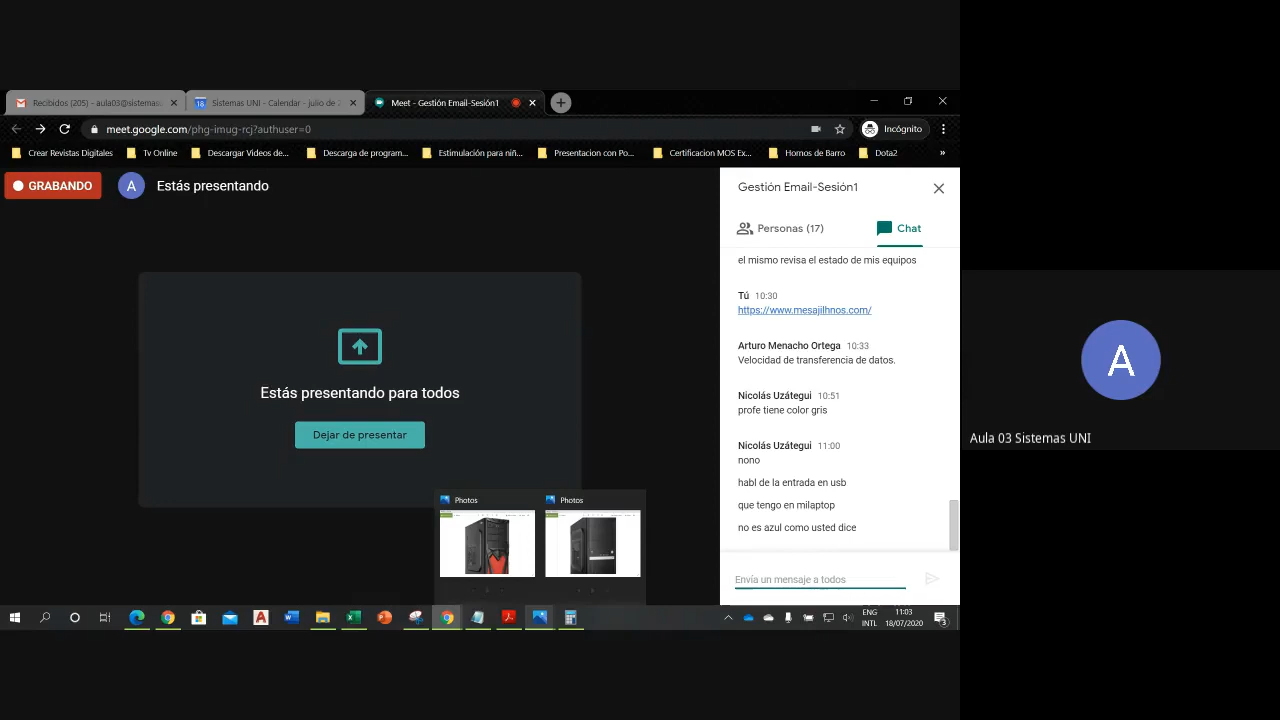 Recibidos (205) - aula03@sistemas
Sistemas UNI - Calendar - julio de 2
Meet - Gestión Email-Sesión1
meet.google.com/phg-imug-rcj?authuser=0
Incógnito
Crear Revistas Digitales
Tv Online
Descargar Videos de...
Descarga de program...
Estimulación para niñ...
Presentacion con Po...
Certificacion MOS Ex...
Hornos de Barro
Dota2
»
GRABANDO
A
Estás presentando
Estás presentando para todos
Dejar de presentar
Photos
Photos
Gestión Email-Sesión1
Personas (17)
Chat
el mismo revisa el estado de mis equipos
Tú 10:30
https://www.mesajilhnos.com/
Arturo Menacho Ortega 10:33
Velocidad de transferencia de datos.
Nicolás Uzátegui 10:51
profe tiene color gris
Nicolás Uzátegui 11:00
nono
habl de la entrada en usb
que tengo en milaptop
no es azul como usted dice
Envía un mensaje a todos
ENG
INTL
11:03
18/07/2020
3
A
Aula 03 Sistemas UNI